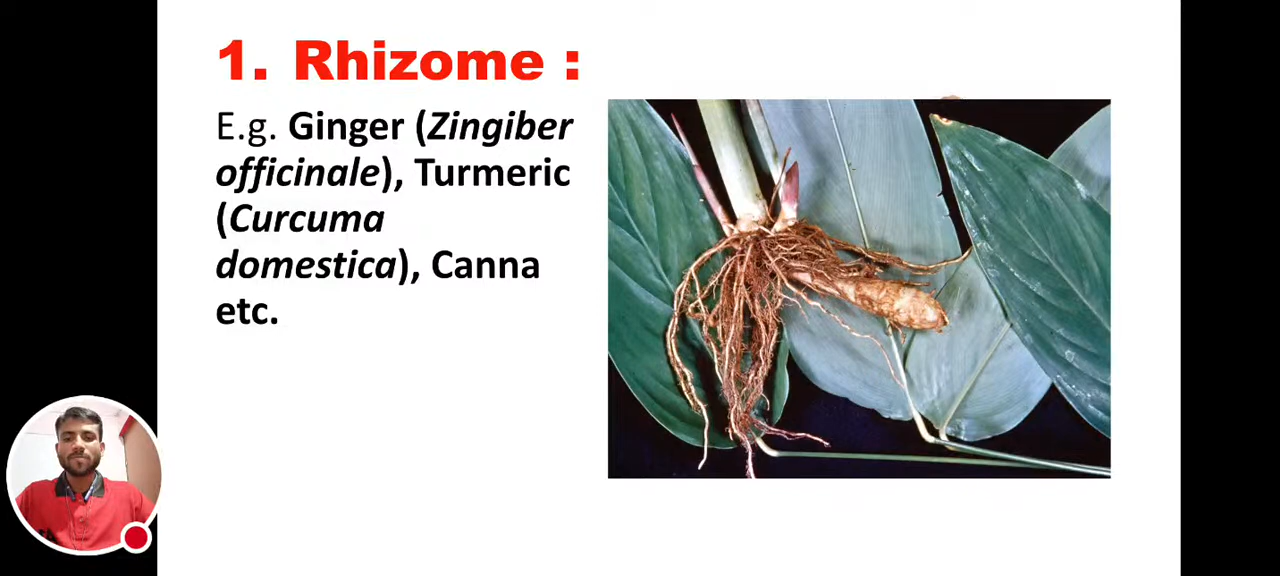 1. Rhizome :
E.g. Ginger (Zingiber
officinale), Turmeric
(Curcuma
domestica), Canna
etc.